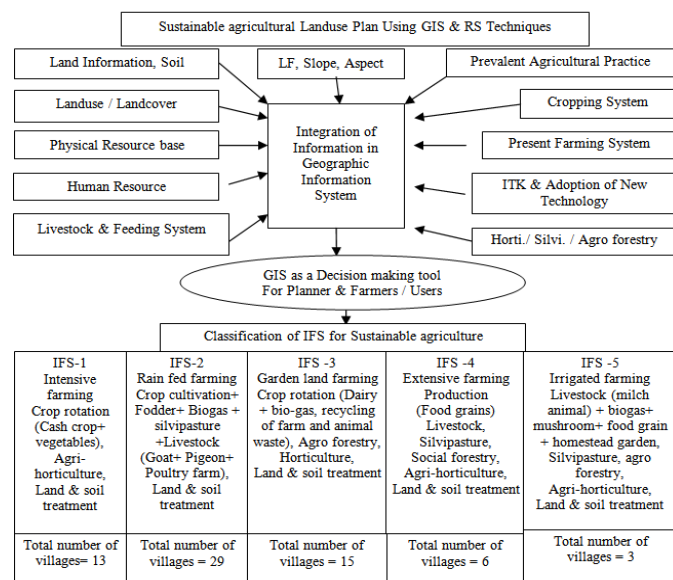 Sustainable agricultural Landuse Plan Using GIS & RS Techniques
Land Information, Soil
LF, Slope, Aspect
Prevalent Agricultural Practice
Landuse / Landcover
Cropping System
Physical Resource base
Present Farming System
Human Resource
ITK & Adoption of New
Technology
Livestock & Feeding System
Horti./ Silvi. / Agro forestry
Integration of
Information in
Geographic
Information
System
GIS as a Decision making tool
For Planner & Farmers / Users
Classification of IFS for Sustainable agriculture
IFS-1
Intensive
farming
Crop rotation
(Cash crop+
vegetables),
Agri-
horticulture,
Land & soil
treatment
IFS-2
Rain fed farming
Crop cultivation+
Fodder+ Biogas +
silvipasture
+Livestock
(Goat+ Pigeon+
Poultry farm),
Land & soil
treatment
IFS -3
Garden land farming
Crop rotation (Dairy
+ bio-gas, recycling
of farm and animal
waste), Agro forestry,
Horticulture,
Land & soil treatment
IFS -4
Extensive farming
Production
(Food grains)
Livestock,
Silvipasture,
Social forestry,
Agri-horticulture,
Land & soil treatment
IFS -5
Irrigated farming
Livestock (milch
animal) + biogas+
mushroom+ food grain
+ homestead garden,
Silvipasture, agro
forestry,
Agri-horticulture,
Land & soil treatment
Total number of
villages= 13
Total number of
villages = 29
Total number of
villages = 15
Total number of
villages = 6
Total number of
villages = 3